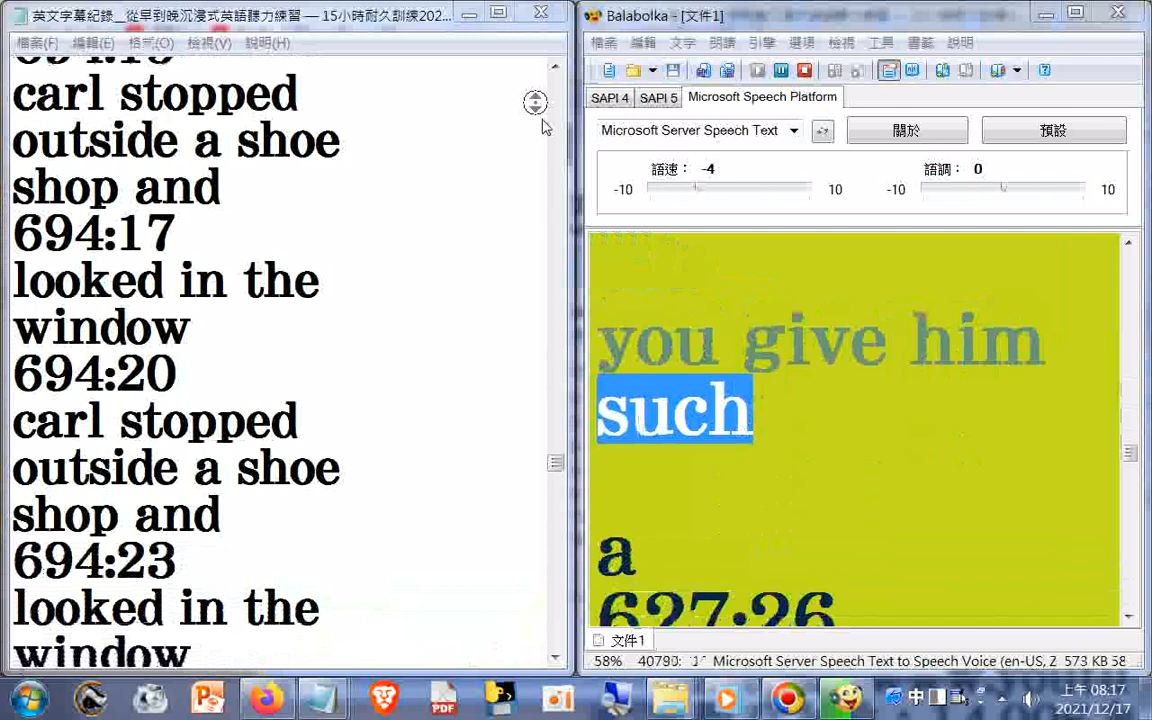 英文字幕紀錄__從早到晚沉浸式英語聽力練習 — 15小時耐久訓練202...
檔案(F) 編輯(E) 格式(O) 檢視(V) 說明(H)
carl stopped
outside a shoe
shop and
694:17
looked in the
window
694:20
carl stopped
outside a shoe
shop and
694:23
looked in the
window
Balabolka - [文件1]
檔案 編輯 文字 朗讀 引擎 選項 檢視 工具 書籤 說明
SAPI 4 SAPI 5 Microsoft Speech Platform
Microsoft Server Speech Text 關於 預設
語速： -4 語調： 0
-10 10 -10 10
you give him
such
a
627:26
文件1
58% 40790: Microsoft Server Speech Text to Speech Voice (en-US, Z 573 KB 58
PDF
中
上午 08:17
2021/12/17